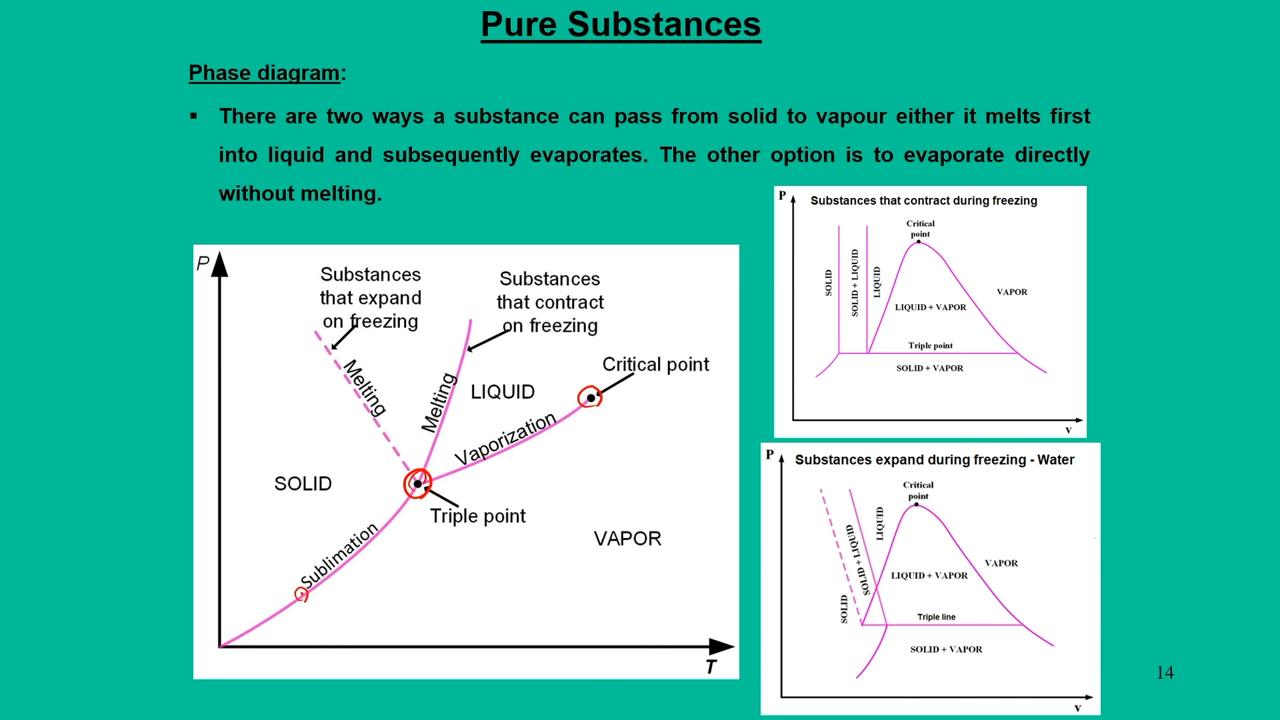 Pure Substances
Phase diagram:
▪ There are two ways a substance can pass from solid to vapour either it melts first
into liquid and subsequently evaporates. The other option is to evaporate directly
without melting.
P
Substances
that expand
on freezing
Substances
that contract
on freezing
Critical point
Melting
Melting
LIQUID
Vaporization
SOLID
Triple point
Sublimation
VAPOR
T
P
Substances that contract during freezing
Critical
point
SOLID
SOLID + LIQUID
LIQUID
VAPOR
LIQUID + VAPOR
Triple point
SOLID + VAPOR
v
P
Substances expand during freezing - Water
Critical
point
LIQUID
SOLID + LIQUID
VAPOR
LIQUID + VAPOR
SOLID
Triple line
SOLID + VAPOR
v
14